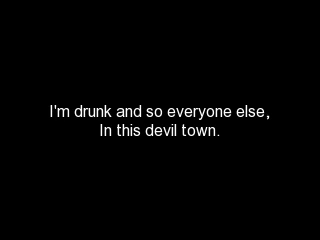 I'm drunk and so everyone else,
In this devil town.